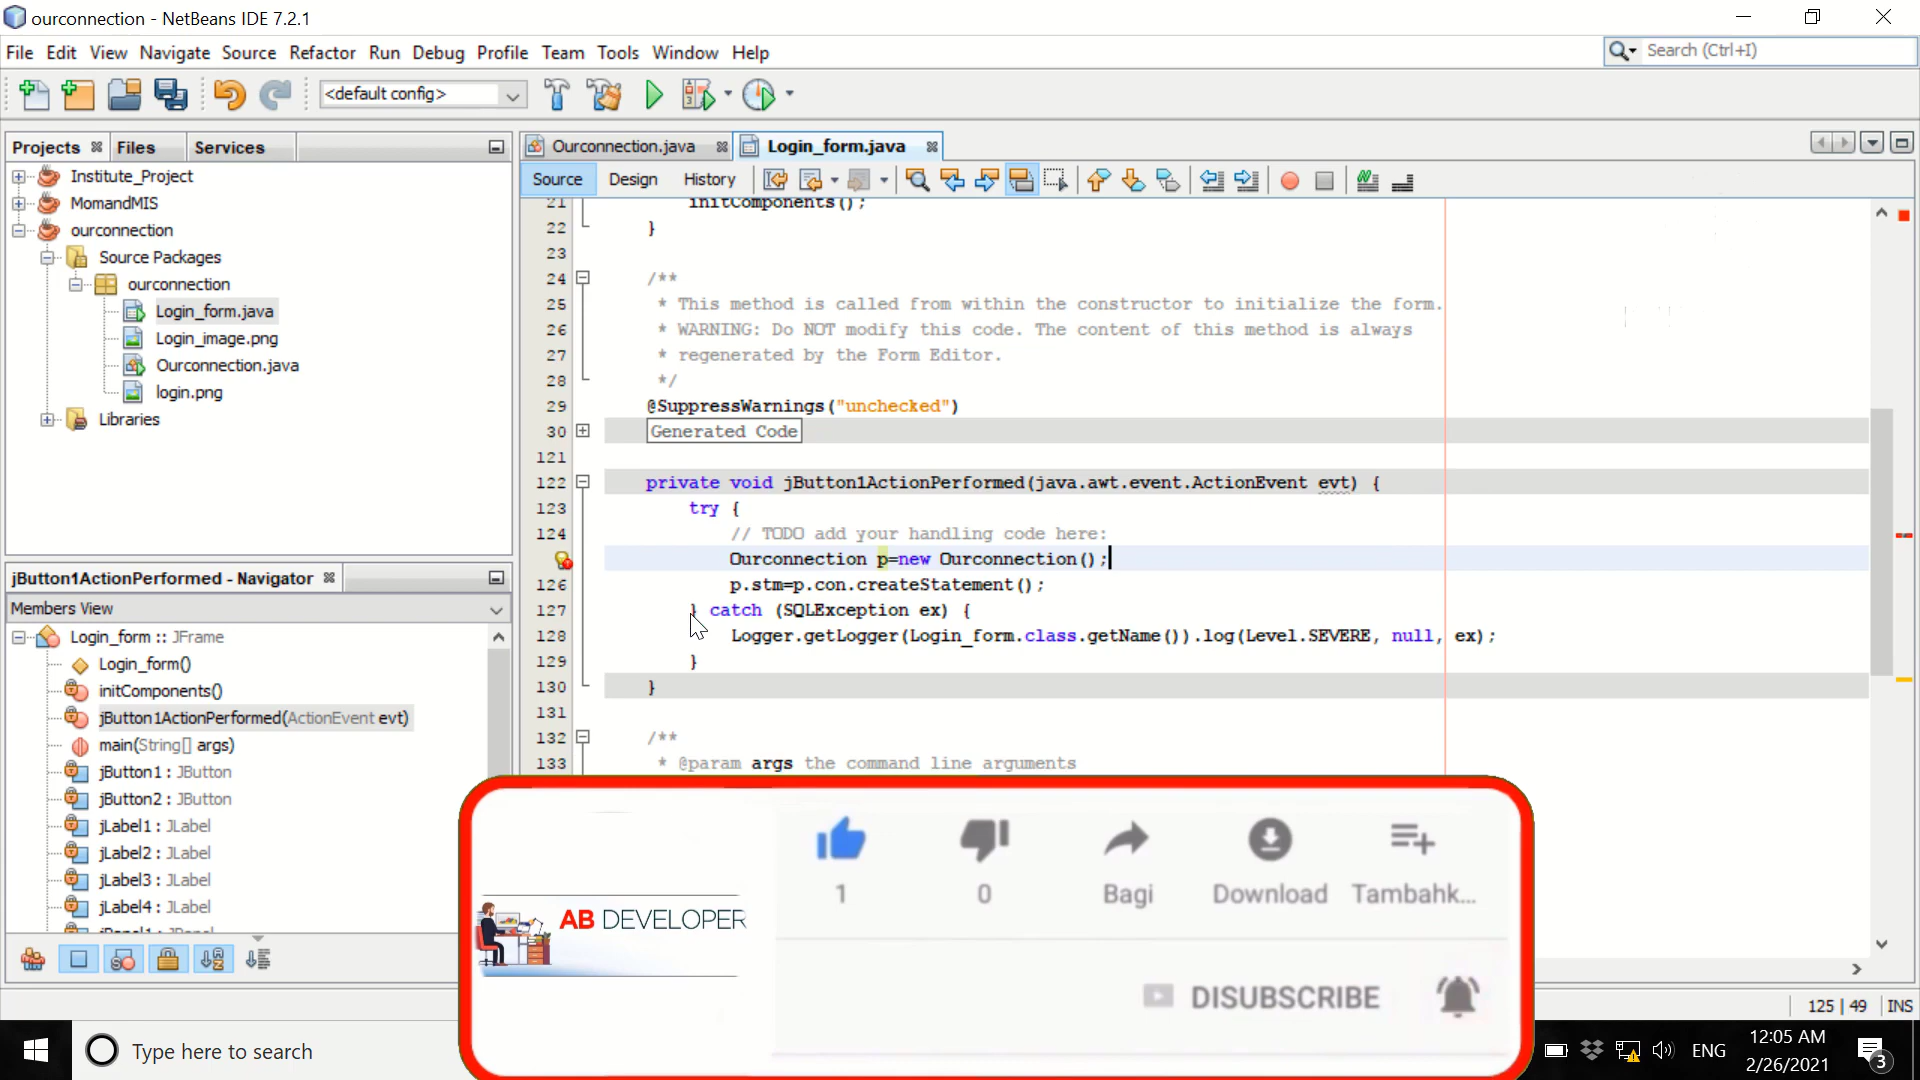 ourconnection - NetBeans IDE 7.2.1
File Edit View Navigate Source Refactor Run Debug Profile Team Tools Window Help
Search (Ctrl+I)
<default config>
Projects Files Services
Institute_Project
MomandMIS
ourconnection
Source Packages
ourconnection
Login_form.java
Login_image.png
Ourconnection.java
login.png
Libraries
jButton1ActionPerformed - Navigator
Members View
Login_form :: JFrame
Login_form()
initComponents()
jButton1ActionPerformed(ActionEvent evt)
main(String[] args)
jButton1 : JButton
jButton2 : JButton
jLabel1 : JLabel
jLabel2 : JLabel
jLabel3 : JLabel
jLabel4 : JLabel
Ourconnection.java Login_form.java
Source Design History
21 initComponents();
22 }
23
24 /**
25 * This method is called from within the constructor to initialize the form.
26 * WARNING: Do NOT modify this code. The content of this method is always
27 * regenerated by the Form Editor.
28 */
29 @SuppressWarnings("unchecked")
30 Generated Code
121
122 private void jButton1ActionPerformed(java.awt.event.ActionEvent evt) {
123 try {
124 // TODO add your handling code here:
Ourconnection p=new Ourconnection();
126 p.stm=p.con.createStatement();
127 } catch (SQLException ex) {
128 Logger.getLogger(Login_form.class.getName()).log(Level.SEVERE, null, ex);
129 }
130 }
131
132 /**
133 * @param args the command line arguments
1 0 Bagi Download Tambahk...
AB DEVELOPER
DISUBSCRIBE
125 | 49 INS
Type here to search
ENG
12:05 AM
2/26/2021
3